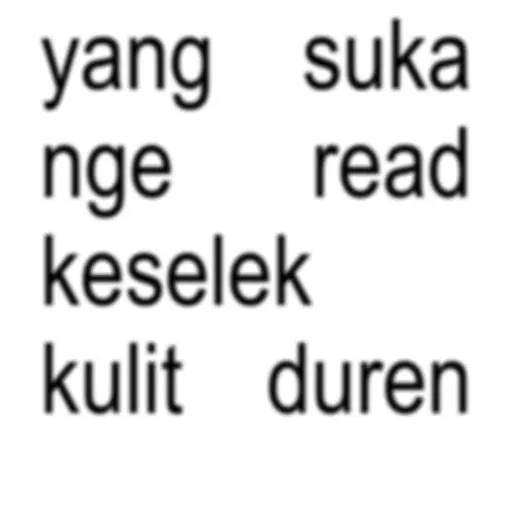 yang suka
nge read
keselek
kulit duren